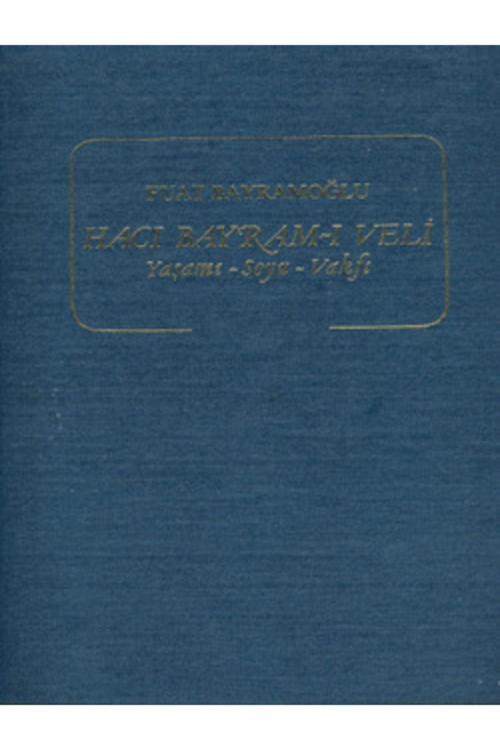 FUAT BAYRAMOĞLU
HACI BAYRAM-I VELİ
Yaşamı - Soyu - Vakfı